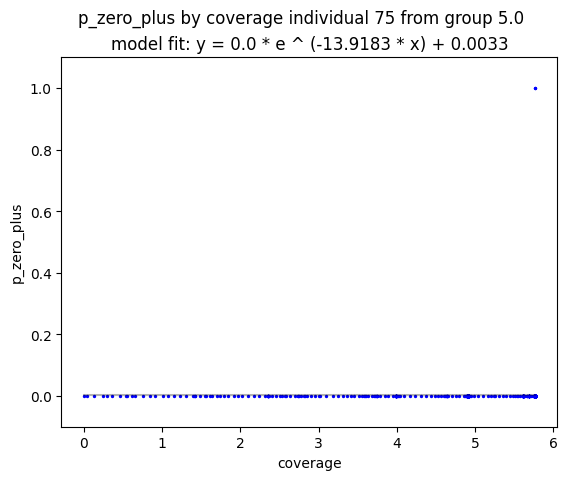 p_zero_plus by coverage individual 75 from group 5.0
model fit: y = 0.0 * e ^ (-13.9183 * x) + 0.0033
1.0
0.8
0.6
0.4
0.2
0.0
p_zero_plus
0 1 2 3 4 5 6
coverage